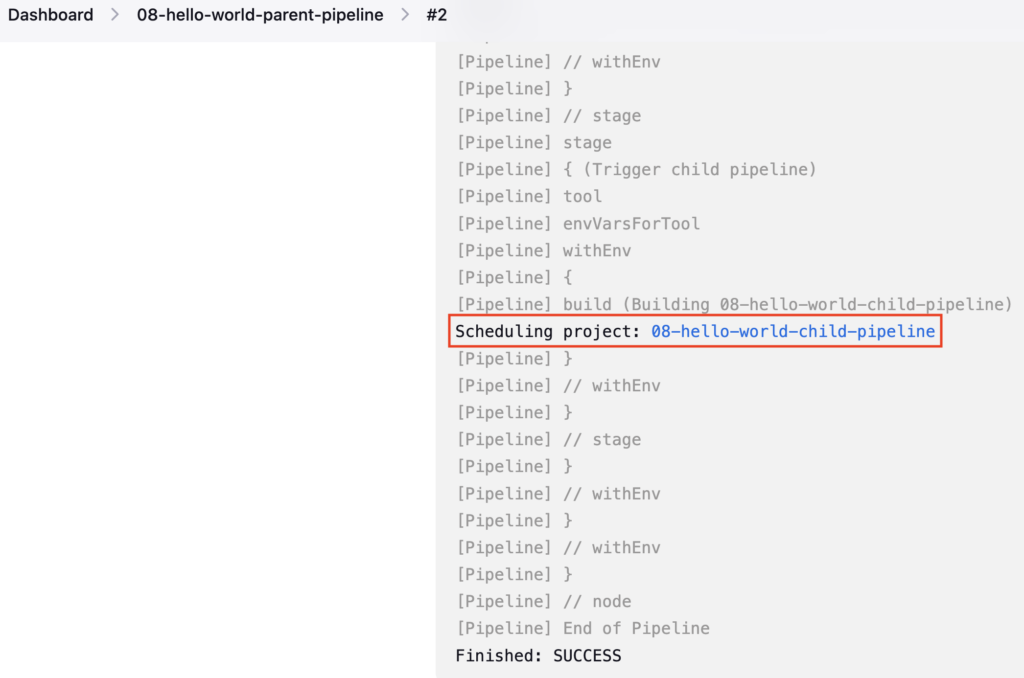 Dashboard > 08-hello-world-parent-pipeline > #2
[Pipeline] // withEnv
[Pipeline] }
[Pipeline] // stage
[Pipeline] stage
[Pipeline] { (Trigger child pipeline)
[Pipeline] tool
[Pipeline] envVarsForTool
[Pipeline] withEnv
[Pipeline] {
[Pipeline] build (Building 08-hello-world-child-pipeline)
Scheduling project: 08-hello-world-child-pipeline
[Pipeline] }
[Pipeline] // withEnv
[Pipeline] }
[Pipeline] // stage
[Pipeline] }
[Pipeline] // withEnv
[Pipeline] }
[Pipeline] // withEnv
[Pipeline] }
[Pipeline] // node
[Pipeline] End of Pipeline
Finished: SUCCESS